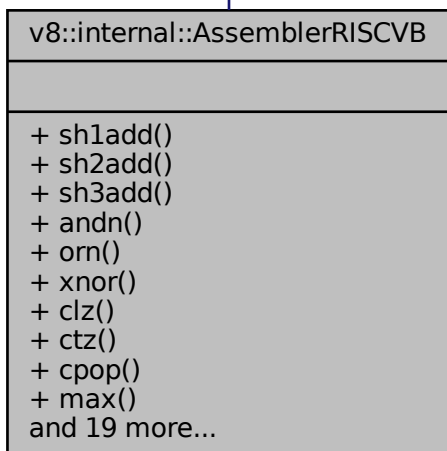 v8::internal::AssemblerRISCVB
+ sh1add()
+ sh2add()
+ sh3add()
+ andn()
+ orn()
+ xnor()
+ clz()
+ ctz()
+ cpop()
+ max()
and 19 more...